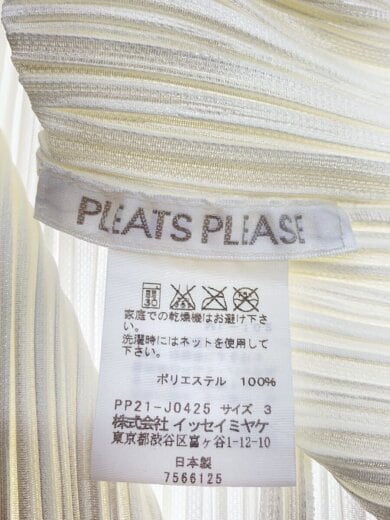 PLEATS PLEASE
家庭での乾燥機はお避け下さい。
洗濯時にはネットを使用して下さい。
ポリエステル 100%
PP21-J0425 サイズ 3
株式会社 イッセイミヤケ
東京都渋谷区富ヶ谷1-12-10
日本製
7566125